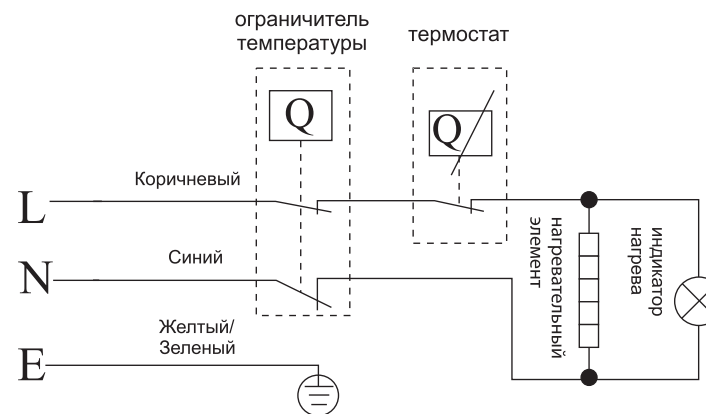 ограничитель
температуры
термостат
Q
Q
Коричневый
L
Синий
N
Желтый/
Зеленый
E
нагревательный
элемент
индикатор
нагрева